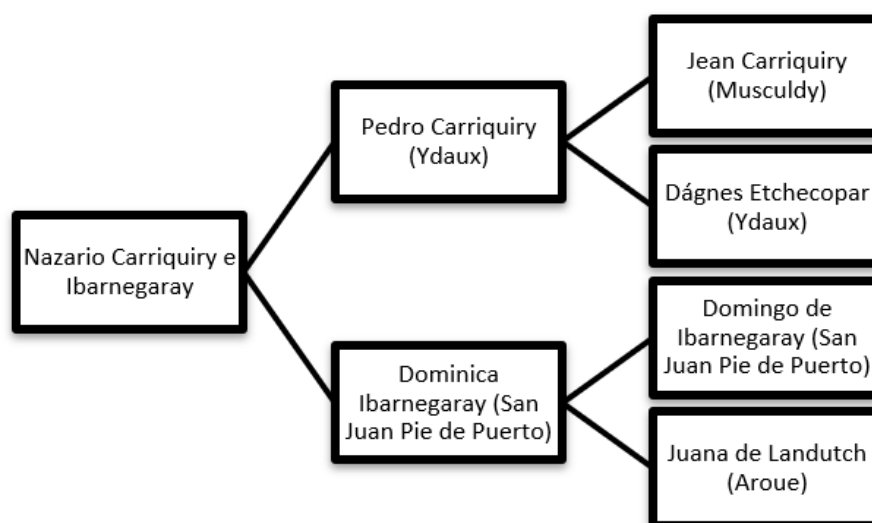 Jean Carriquiry
(Musculdy)
Pedro Carriquiry
(Ydaux)
Dágnes Etchecopar
(Ydaux)
Nazario Carriquiry e
Ibarnegaray
Domingo de
Ibarnegaray (San
Juan Pie de Puerto)
Dominica
Ibarnegaray (San
Juan Pie de Puerto)
Juana de Landutch
(Aroue)